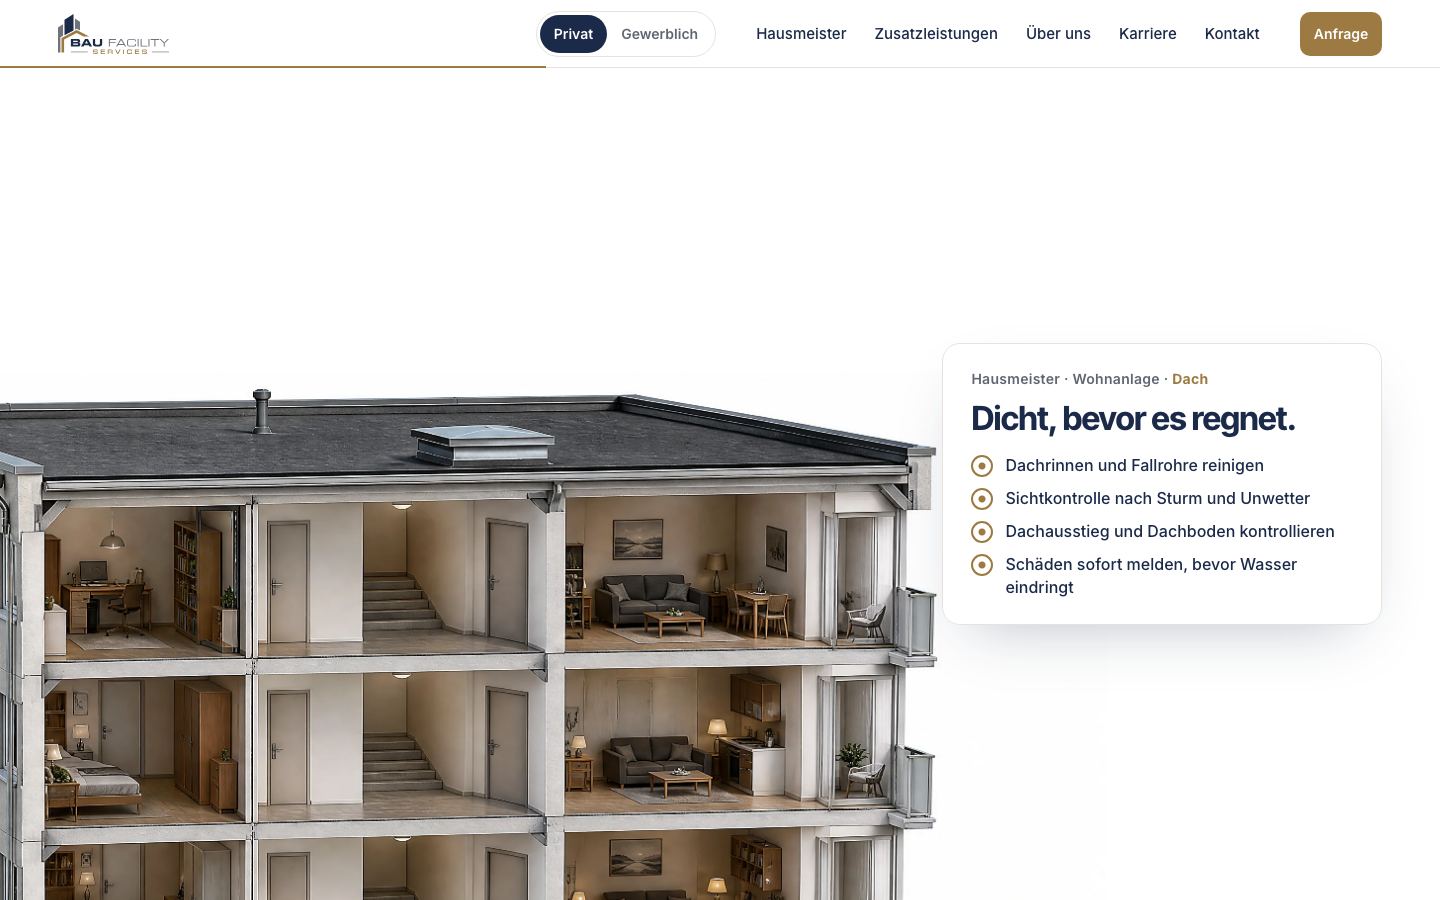 BAU FACILITY
SERVICES
Privat
Gewerblich
Hausmeister
Zusatzleistungen
Über uns
Karriere
Kontakt
Anfrage
Hausmeister · Wohnanlage · Dach
Dicht, bevor es regnet.
Dachrinnen und Fallrohre reinigen
Sichtkontrolle nach Sturm und Unwetter
Dachausstieg und Dachboden kontrollieren
Schäden sofort melden, bevor Wasser
eindringt